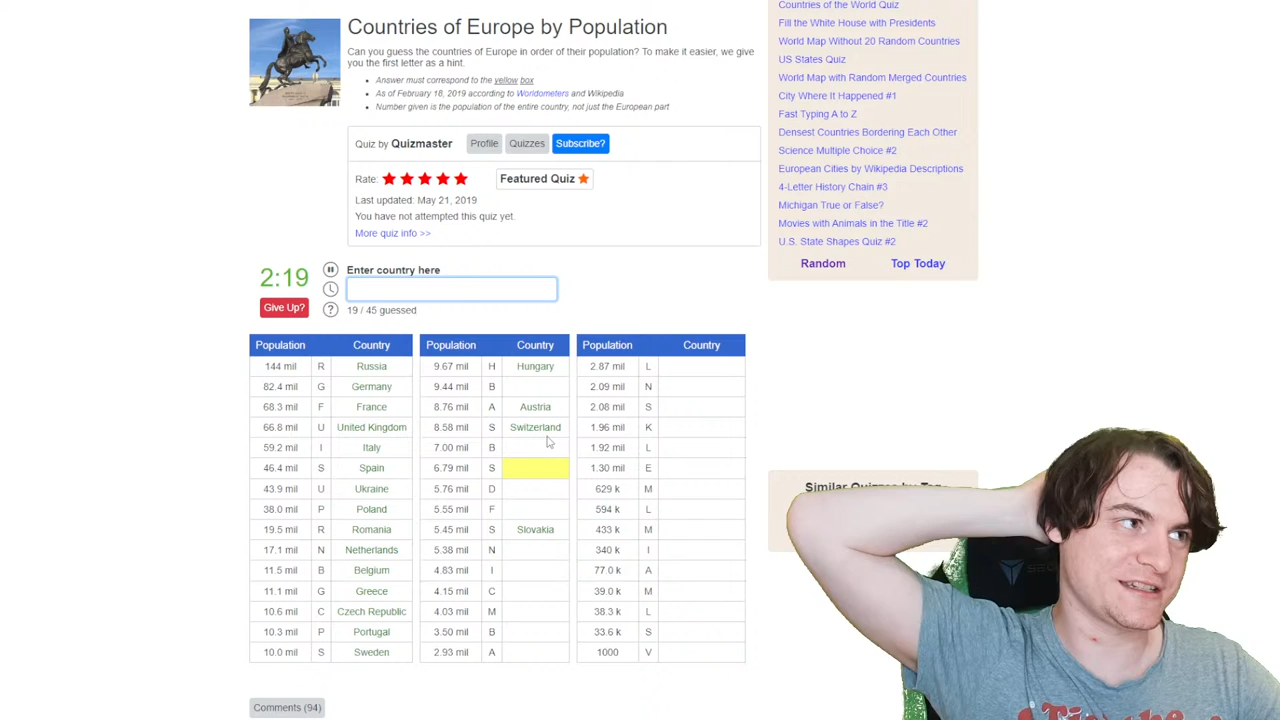 Countries of Europe by Population
Can you guess the countries of Europe in order of their population? To make it easier, we give
you the first letter as a hint.
Answer must correspond to the yellow box
As of February 18, 2019 according to Worldometers and Wikipedia
Number given is the population of the entire country, not just the European part
Quiz by Quizmaster Profile Quizzes Subscribe?
Rate: Featured Quiz
Last updated: May 21, 2019
You have not attempted this quiz yet.
More quiz info >>
2:19
Give Up?
?
Enter country here
19 / 45 guessed
Population Country Population Country Population Country
144 mil R Russia 9.67 mil H Hungary 2.87 mil L
82.4 mil G Germany 9.44 mil B 2.09 mil N
68.3 mil F France 8.76 mil A Austria 2.08 mil S
66.8 mil U United Kingdom 8.58 mil S Switzerland 1.96 mil K
59.2 mil I Italy 7.00 mil B 1.92 mil L
46.4 mil S Spain 6.79 mil S 1.30 mil E
43.9 mil U Ukraine 5.76 mil D 629 k M
38.0 mil P Poland 5.55 mil F 594 k L
19.5 mil R Romania 5.45 mil S Slovakia 433 k M
17.1 mil N Netherlands 5.38 mil N 340 k I
11.5 mil B Belgium 4.83 mil I 77.0 k A
11.1 mil G Greece 4.15 mil C 39.0 k M
10.6 mil C Czech Republic 4.03 mil M 38.3 k L
10.3 mil P Portugal 3.50 mil B 33.6 k S
10.0 mil S Sweden 2.93 mil A 1000 V
Comments (94)
Countries of the World Quiz
Fill the White House with Presidents
World Map Without 20 Random Countries
US States Quiz
World Map with Random Merged Countries
City Where It Happened #1
Fast Typing A to Z
Densest Countries Bordering Each Other
Science Multiple Choice #2
European Cities by Wikipedia Descriptions
4-Letter History Chain #3
Michigan True or False?
Movies with Animals in the Title #2
U.S. State Shapes Quiz #2
Random Top Today
Similar Quizzes by